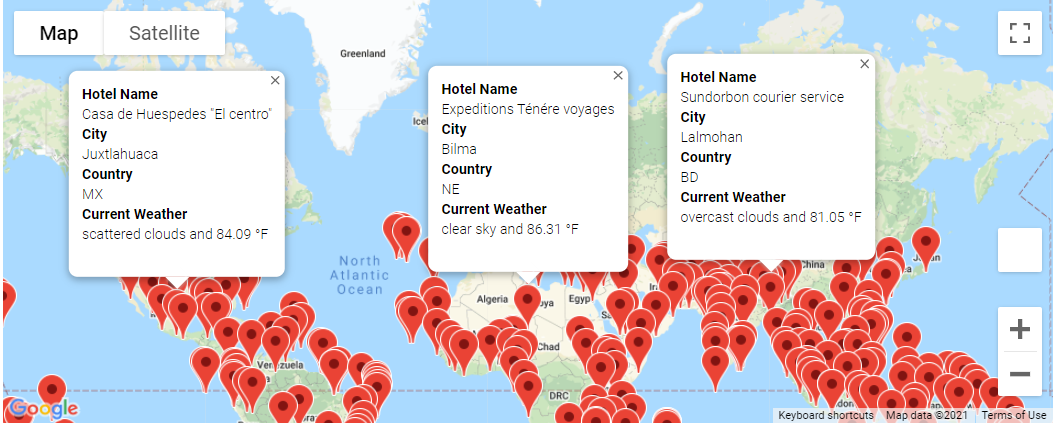 Map
Satellite
Greenland
Hotel Name
Casa de Huespedes "El centro"
City
Juxtlahuaca
Country
MX
Current Weather
scattered clouds and 84.09 °F
Hotel Name
Expeditions Ténére voyages
City
Bilma
Country
NE
Current Weather
clear sky and 86.31 °F
Hotel Name
Sundorbon courier service
City
Lalmohan
Country
BD
Current Weather
overcast clouds and 81.05 °F
North
Atlantic
Ocean
Algeria
Egyp
China
Chad
Venezuela
DRC
Google
Keyboard shortcuts
Map data ©2021
Terms of Use